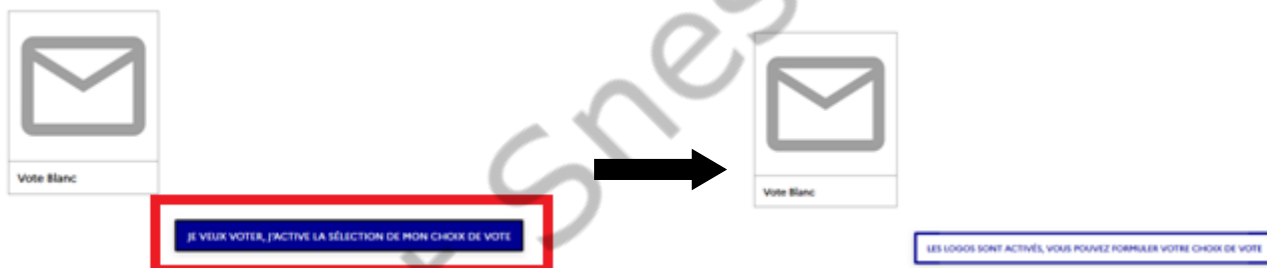 Vote Blanc
JE VEUX VOTER, J'ACTIVE LA SÉLECTION DE MON CHOIX DE VOTE
Snes
Vote Blanc
LES LOGOS SONT ACTIVÉS, VOUS POUVEZ FORMULER VOTRE CHOIX DE VOTE